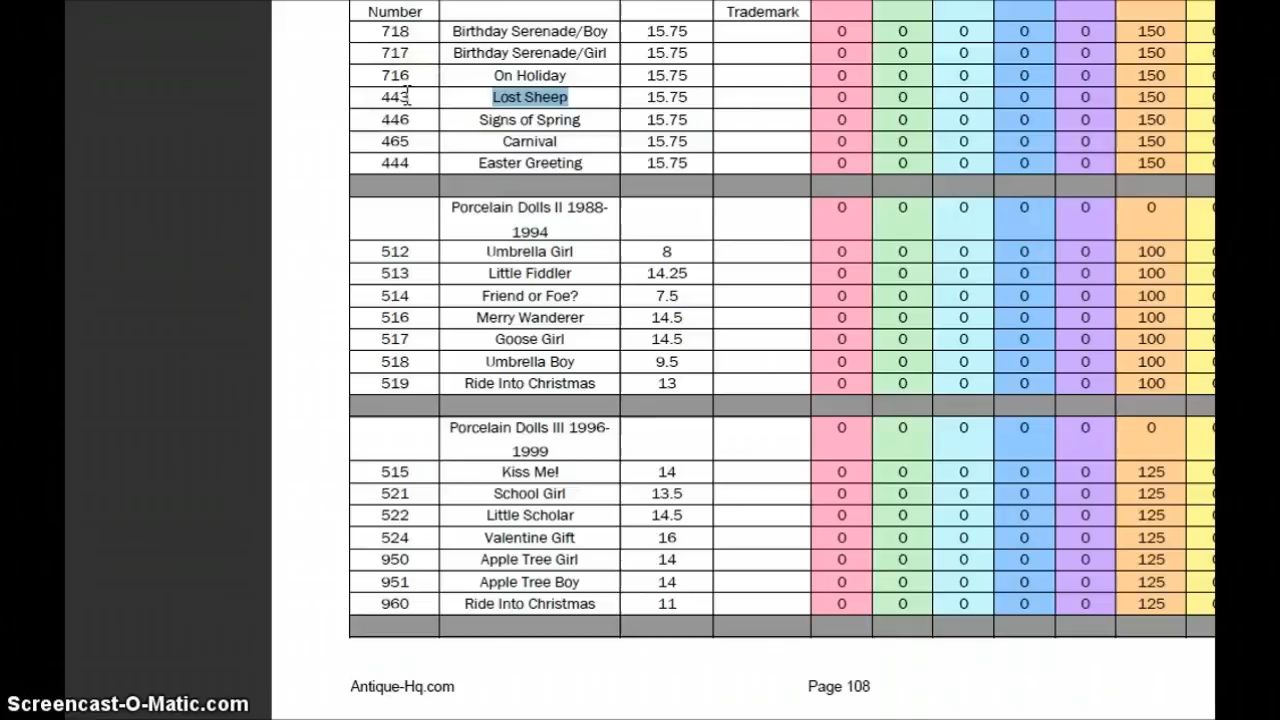 Number Trademark
718 Birthday Serenade/Boy 15.75 0 0 0 0 0 150
717 Birthday Serenade/Girl 15.75 0 0 0 0 0 150
716 On Holiday 15.75 0 0 0 0 0 150
443 Lost Sheep 15.75 0 0 0 0 0 150
446 Signs of Spring 15.75 0 0 0 0 0 150
465 Carnival 15.75 0 0 0 0 0 150
444 Easter Greeting 15.75 0 0 0 0 0 150
Porcelain Dolls II 1988- 0 0 0 0 0 0
1994
512 Umbrella Girl 8 0 0 0 0 0 100
513 Little Fiddler 14.25 0 0 0 0 0 100
514 Friend or Foe? 7.5 0 0 0 0 0 100
516 Merry Wanderer 14.5 0 0 0 0 0 100
517 Goose Girl 14.5 0 0 0 0 0 100
518 Umbrella Boy 9.5 0 0 0 0 0 100
519 Ride Into Christmas 13 0 0 0 0 0 100
Porcelain Dolls III 1996- 0 0 0 0 0 0
1999
515 Kiss Me! 14 0 0 0 0 0 125
521 School Girl 13.5 0 0 0 0 0 125
522 Little Scholar 14.5 0 0 0 0 0 125
524 Valentine Gift 16 0 0 0 0 0 125
950 Apple Tree Girl 14 0 0 0 0 0 125
951 Apple Tree Boy 14 0 0 0 0 0 125
960 Ride Into Christmas 11 0 0 0 0 0 125
Antique-Hq.com Page 108
Screencast-O-Matic.com